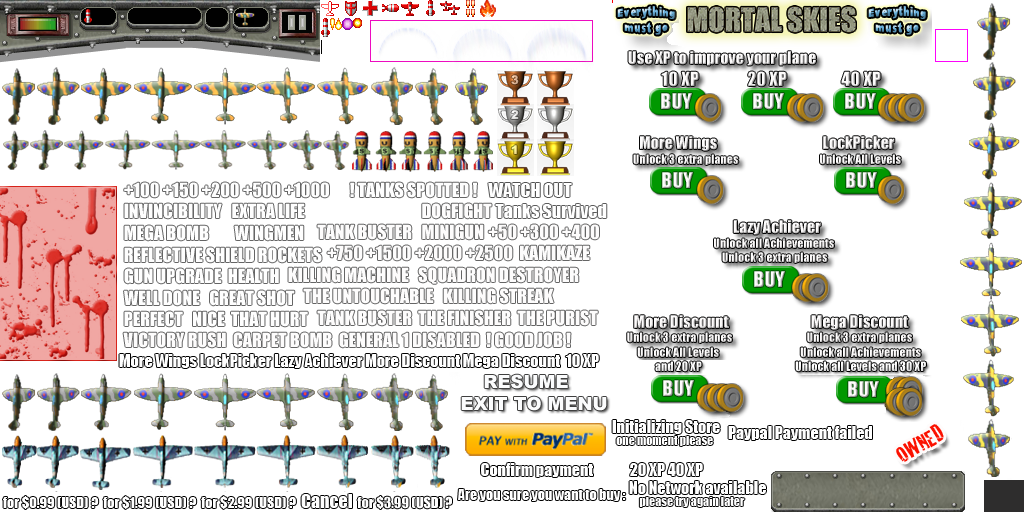 Everything must go
MORTAL SKIES
Everything must go
Use XP to improve your plane
10 XP 20 XP 40 XP
BUY BUY BUY
More Wings
Unlock 3 extra planes
BUY
LockPicker
Unlock All Levels
BUY
Lazy Achiever
Unlock all Achievements
Unlock 3 extra planes
BUY
More Discount
Unlock 3 extra planes
Unlock All Levels
and 20 XP
BUY
Mega Discount
Unlock 3 extra planes
Unlock all Achievements
Unlock all Levels and 30 XP
BUY
3
2
1 1
+100 +150 +200 +500 +1000 ! TANKS SPOTTED ! WATCH OUT
INVINCIBILITY EXTRA LIFE DOGFIGHT Tanks Survived
MEGA BOMB WINGMEN TANK BUSTER MINIGUN +50 +300 +400
REFLECTIVE SHIELD ROCKETS +750 +1500 +2000 +2500 KAMIKAZE
GUN UPGRADE HEALTH KILLING MACHINE SQUADRON DESTROYER
WELL DONE GREAT SHOT THE UNTOUCHABLE KILLING STREAK
PERFECT NICE THAT HURT TANK BUSTER THE FINISHER THE PURIST
VICTORY RUSH CARPET BOMB GENERAL 1 DISABLED ! GOOD JOB !
More Wings LockPicker Lazy Achiever More Discount Mega Discount 10 XP
RESUME
EXIT TO MENU
PAY WITH PayPal™
Confirm payment
Are you sure you want to buy :
for $0.99 (USD) ? for $1.99 (USD) ? for $2.99 (USD) ? Cancel for $3.99 (USD) ?
Initializing Store
one moment please
Paypal Payment failed
OWNED
20 XP 40 XP
No Network available
please try again later